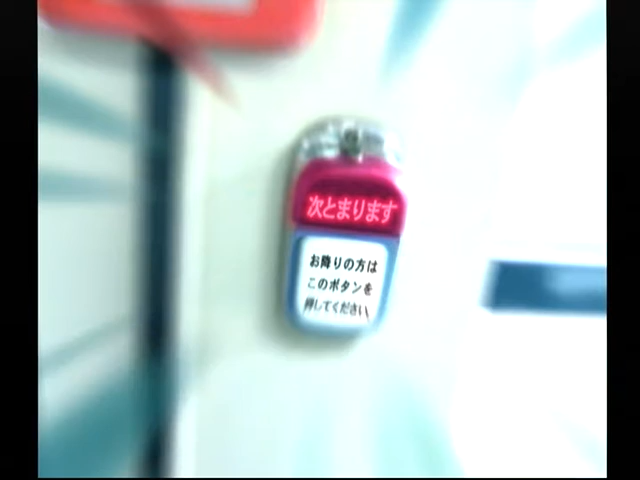 次とまります
お降りの方は
このボタンを
押してください